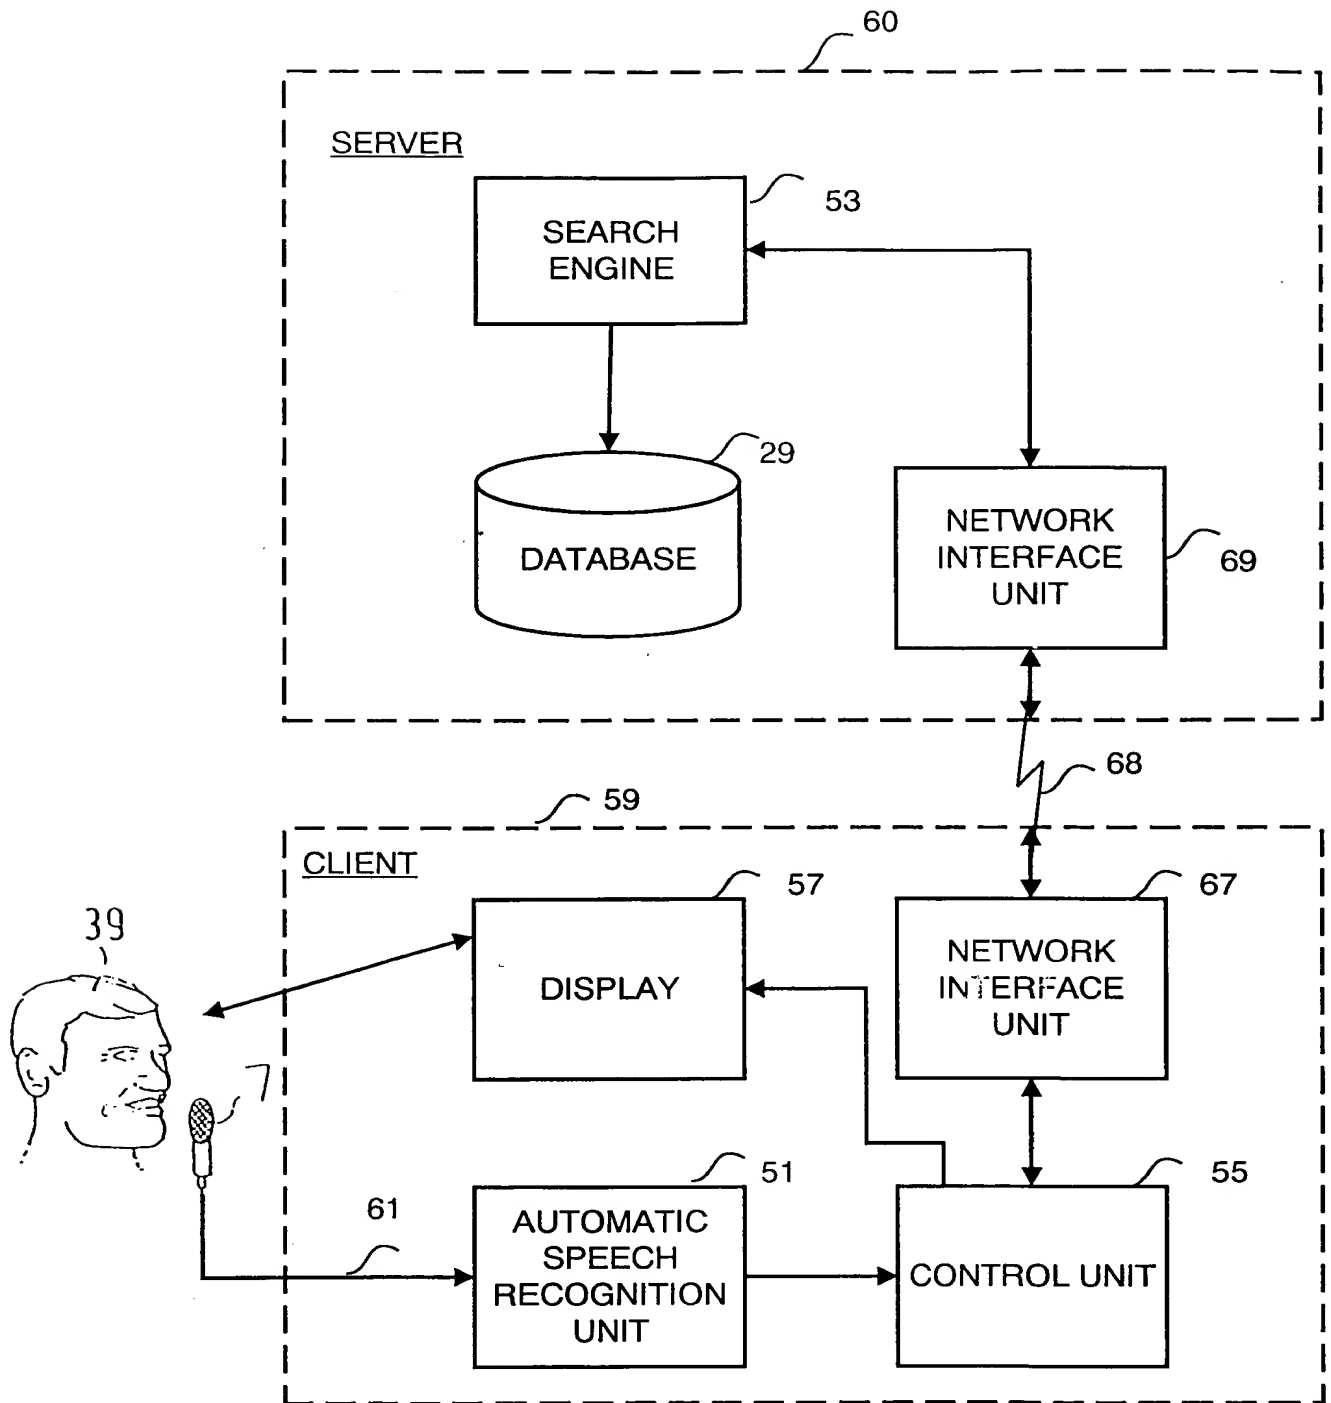 60
SERVER
53
SEARCH
ENGINE
29
DATABASE
NETWORK
INTERFACE
UNIT
69
68
59
CLIENT
57
67
39
DISPLAY
NETWORK
INTERFACE
UNIT
7
51
55
61
AUTOMATIC
SPEECH
RECOGNITION
UNIT
CONTROL UNIT